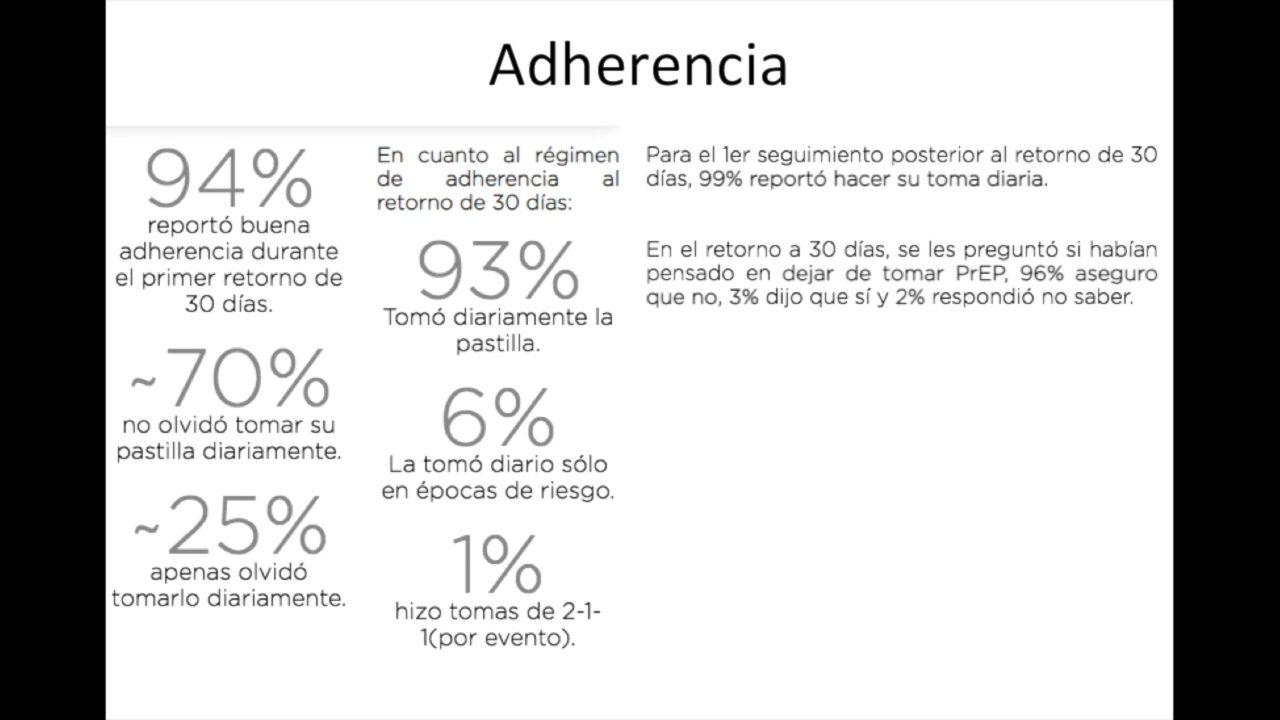 Adherencia
94%
reportó buena
adherencia durante
el primer retorno de
30 días.
~70%
no olvidó tomar su
pastilla diariamente.
~25%
apenas olvidó
tomarlo diariamente.
En cuanto al régimen
de adherencia al
retorno de 30 días:
93%
Tomó diariamente la
pastilla.
6%
La tomó diario sólo
en épocas de riesgo.
1%
hizo tomas de 2-1-
1(por evento).
Para el 1er seguimiento posterior al retorno de 30
días, 99% reportó hacer su toma diaria.
En el retorno a 30 días, se les preguntó si habían
pensado en dejar de tomar PrEP, 96% aseguro
que no, 3% dijo que sí y 2% respondió no saber.